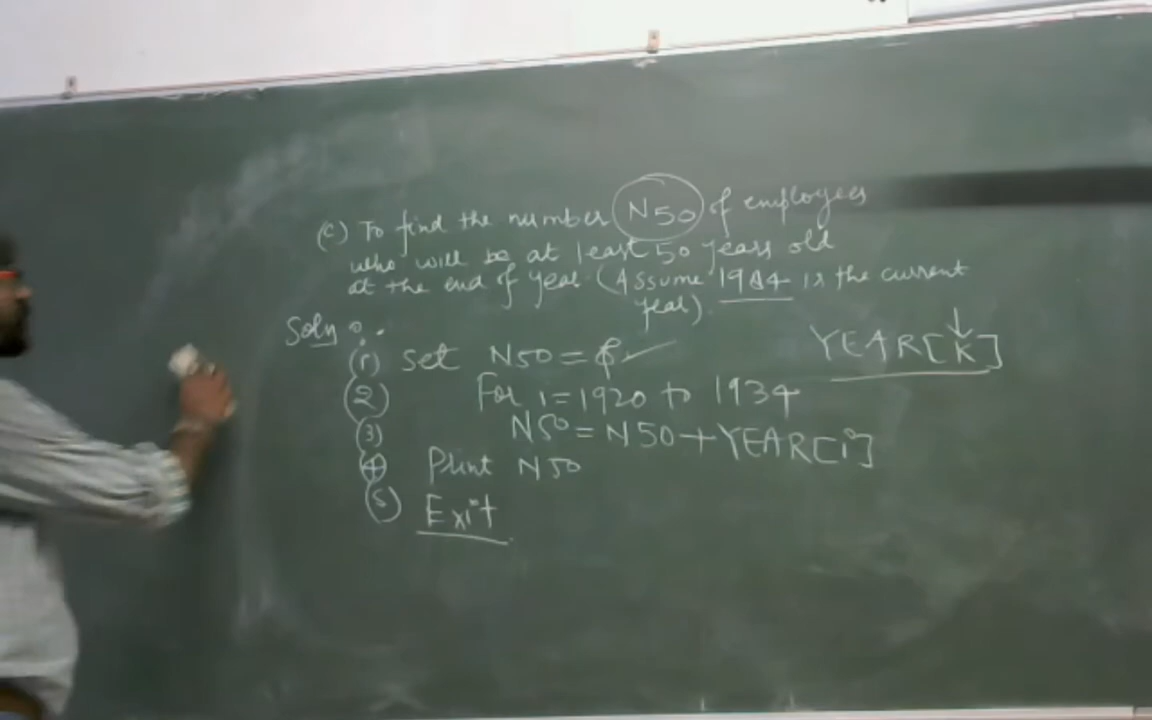 (c) To find the number N50 of employees
who will be at least 50 years old
at the end of year (Assume 1984 is the current
year).
Soln :.
(1) Set N50 = ϕ
YEAR[K]
(2) For i = 1920 to 1934
(3) N50 = N50 + YEAR[i]
(4) Print N50
(5) Exit